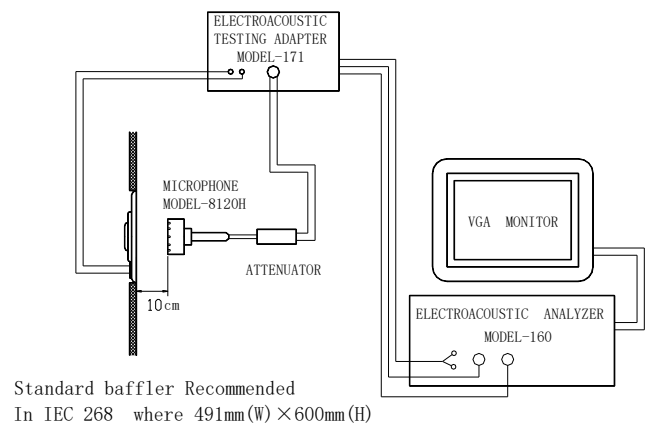 ELECTROACOUSTIC
TESTING ADAPTER
MODEL-171
MICROPHONE
MODEL-8120H
ATTENUATOR
10cm
VGA MONITOR
ELECTROACOUSTIC ANALYZER
MODEL-160
Standard baffler Recommended
In IEC 268 where 491mm(W)×600mm(H)